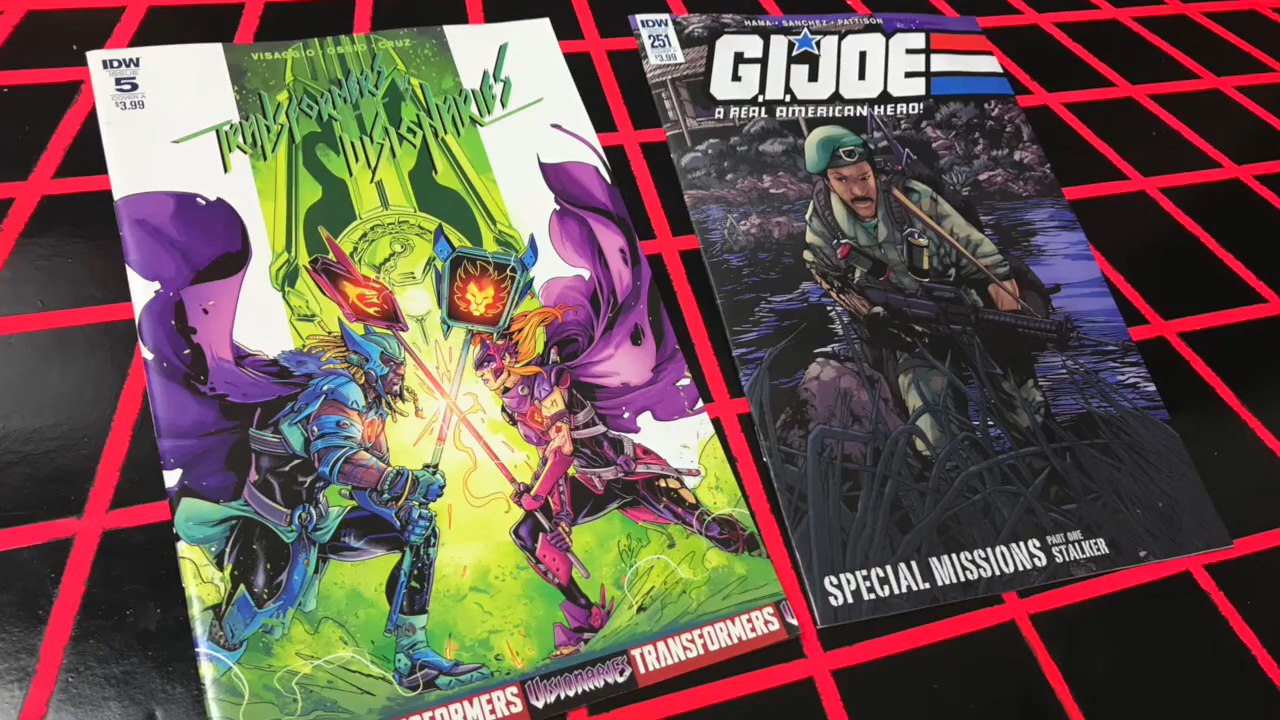 IDW
ISSUE
5
COVER A
$3.99
VISAGGIO · OSSIO · CRUZ
TRANSFORMERS
VISIONARIES
TRANSFORMERS
VISIONARIES
TRANSFORMERS
IDW
251
$3.99
HAMA · SANCHEZ · PATTISON
G.I.JOE
A REAL AMERICAN HERO!
SPECIAL MISSIONS
PART ONE
STALKER